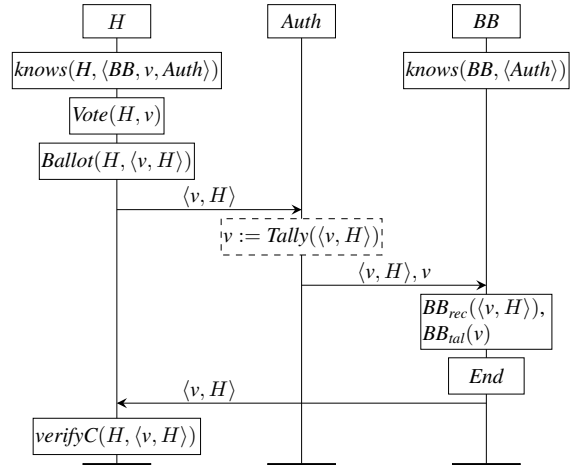 H
Auth
BB
knows(H, ⟨BB, v, Auth⟩)
knows(BB, ⟨Auth⟩)
Vote(H, v)
Ballot(H, ⟨v, H⟩)
⟨v, H⟩
v := Tally(⟨v, H⟩)
⟨v, H⟩, v
BB_rec(⟨v, H⟩),
BB_tal(v)
End
⟨v, H⟩
verifyC(H, ⟨v, H⟩)